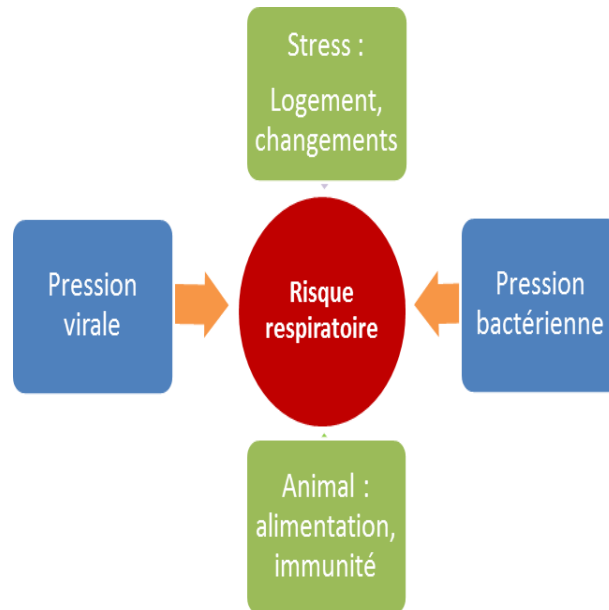 Stress :
Logement,
changements
Pression
virale
Risque
respiratoire
Pression
bactérienne
Animal :
alimentation,
immunité